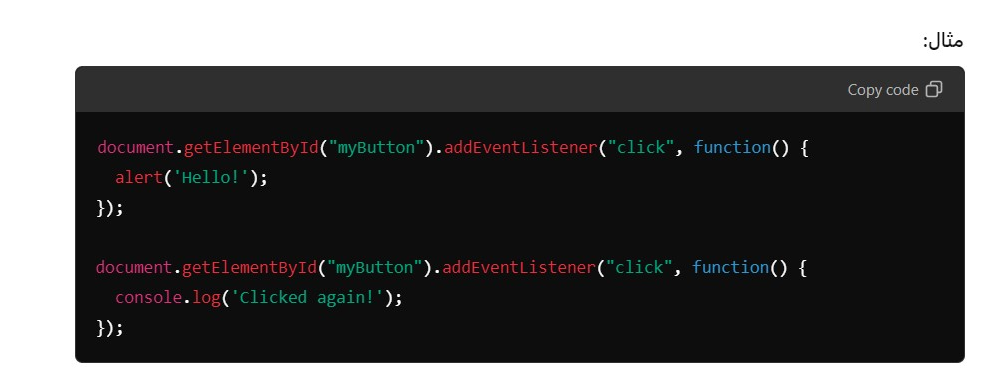 مثال:
Copy code
document.getElementById("myButton").addEventListener("click", function() {
  alert('Hello!');
});

document.getElementById("myButton").addEventListener("click", function() {
  console.log('Clicked again!');
});